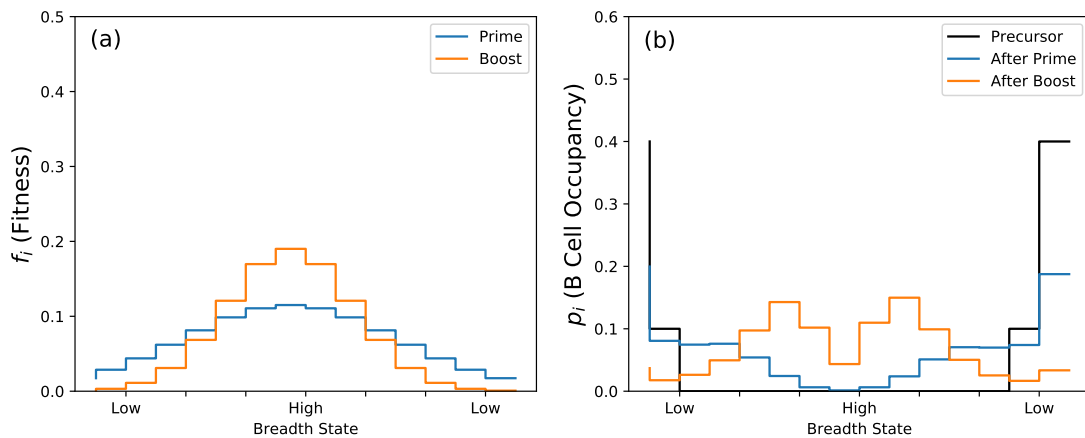 (a)
Prime
Boost
0.5
0.4
0.3
0.2
0.1
0.0
f_i (Fitness)
Low
High
Low
Breadth State
(b)
Precursor
After Prime
After Boost
0.6
0.5
0.4
0.3
0.2
0.1
0.0
p_i (B Cell Occupancy)
Low
High
Low
Breadth State